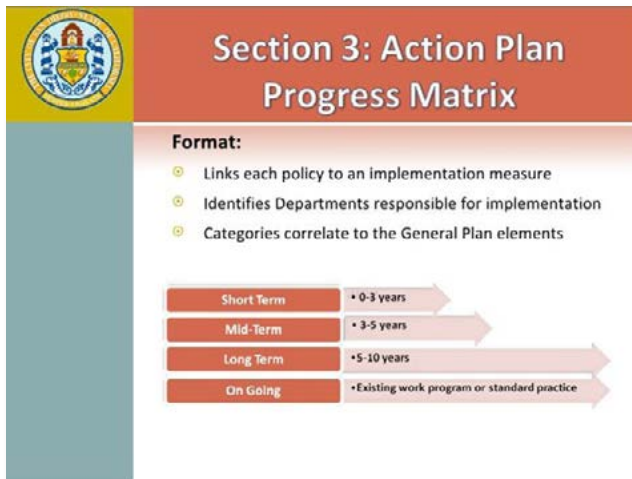 Section 3: Action Plan
Progress Matrix
Format:
Links each policy to an implementation measure
Identifies Departments responsible for implementation
Categories correlate to the General Plan elements
Short Term
• 0-3 years
Mid-Term
• 3-5 years
Long Term
•5-10 years
On Going
•Existing work program or standard practice